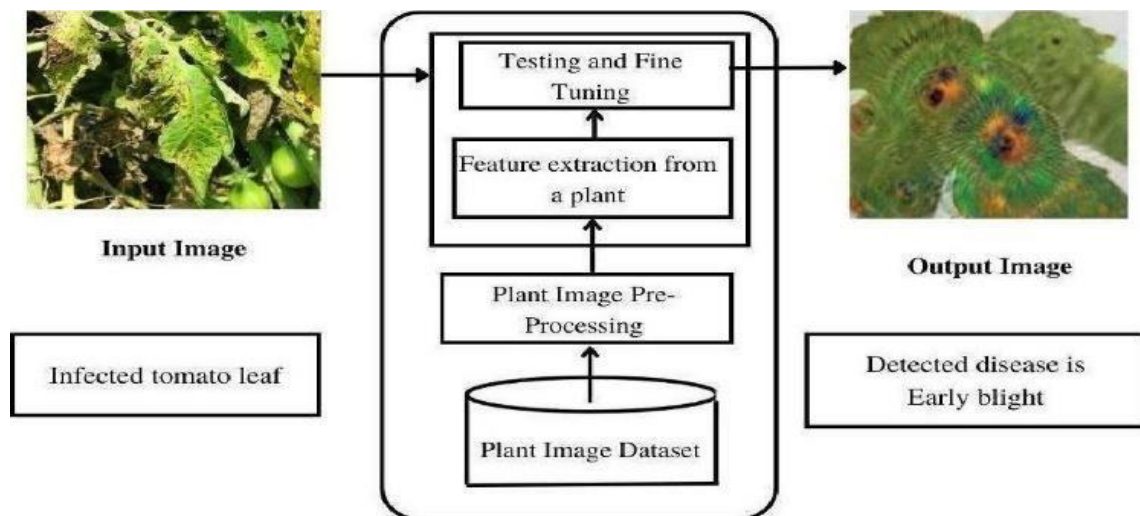 Testing and Fine
Tuning
Feature extraction from
a plant
Input Image
Output Image
Plant Image Pre-
Processing
Infected tomato leaf
Detected disease is
Early blight
Plant Image Dataset